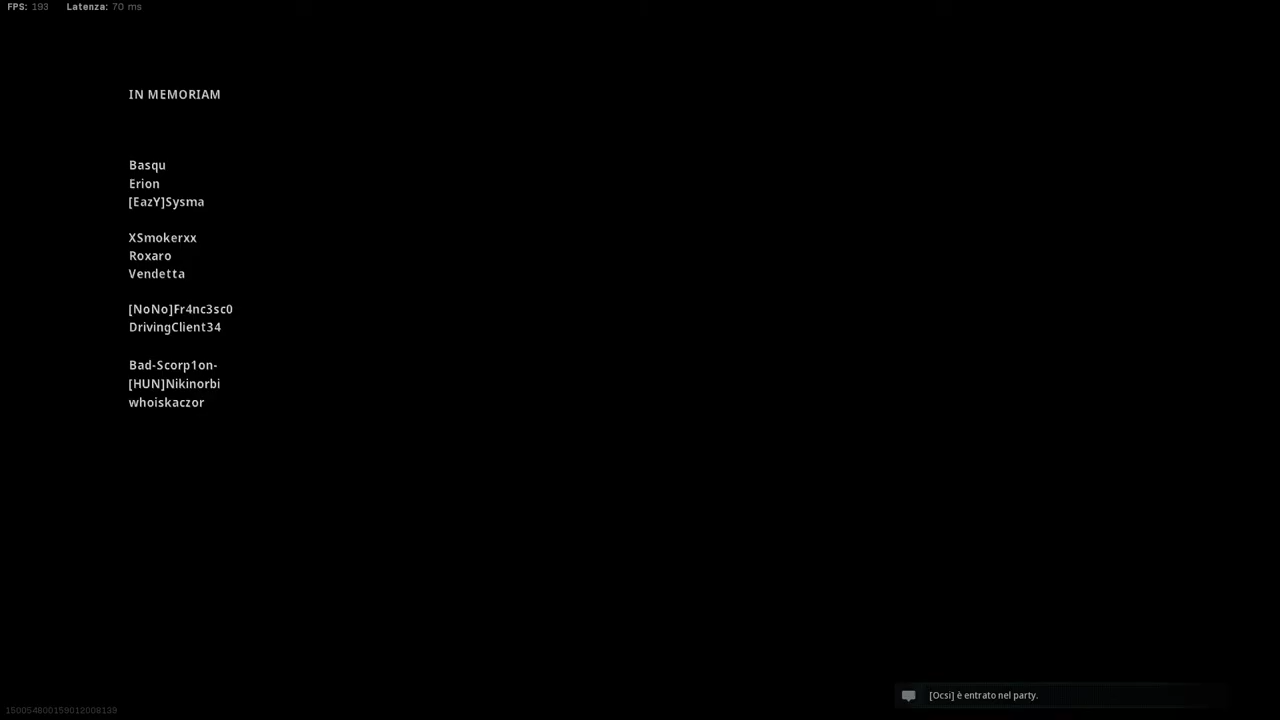 FPS: 193 Latenza: 70 ms
IN MEMORIAM
Basqu
Erion
[EazY]Sysma
XSmokerxx
Roxaro
Vendetta
[NoNo]Fr4nc3sc0
DrivingClient34
Bad-Scorp1on-
[HUN]Nikinorbi
whoiskaczor
[Ocsi] è entrato nel party.
150054800159012008139